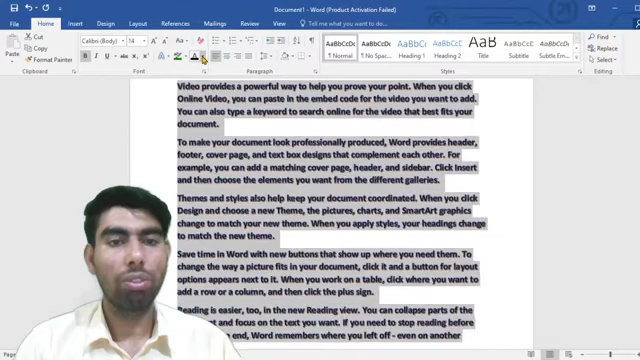 Document1 - Word (Product Activation Failed)
File Home Insert Design Layout References Mailings Review View Tell me what you want to do...
Calibri (Body) 14
Paste
Clipboard Font Paragraph Styles Editing
AaBbCcDc AaBbCcDc AaBbCc AaBbCcC AaB AaBbCcD AaBbCcDc AaBbCcDc
¶ Normal ¶ No Spac... Heading 1 Heading 2 Title Subtitle Subtle Em... Emphasis
Find
Replace
Select
Video provides a powerful way to help you prove your point. When you click
Online Video, you can paste in the embed code for the video you want to add.
You can also type a keyword to search online for the video that best fits your
document.
To make your document look professionally produced, Word provides header,
footer, cover page, and text box designs that complement each other. For
example, you can add a matching cover page, header, and sidebar. Click Insert
and then choose the elements you want from the different galleries.
Themes and styles also help keep your document coordinated. When you click
Design and choose a new Theme, the pictures, charts, and SmartArt graphics
change to match your new theme. When you apply styles, your headings change
to match the new theme.
Save time in Word with new buttons that show up where you need them. To
change the way a picture fits in your document, click it and a button for layout
options appears next to it. When you work on a table, click where you want to
add a row or a column, and then click the plus sign.
Reading is easier, too, in the new Reading view. You can collapse parts of
and focus on the text you want. If you need to stop reading before
end, Word remembers where you left off - even on another